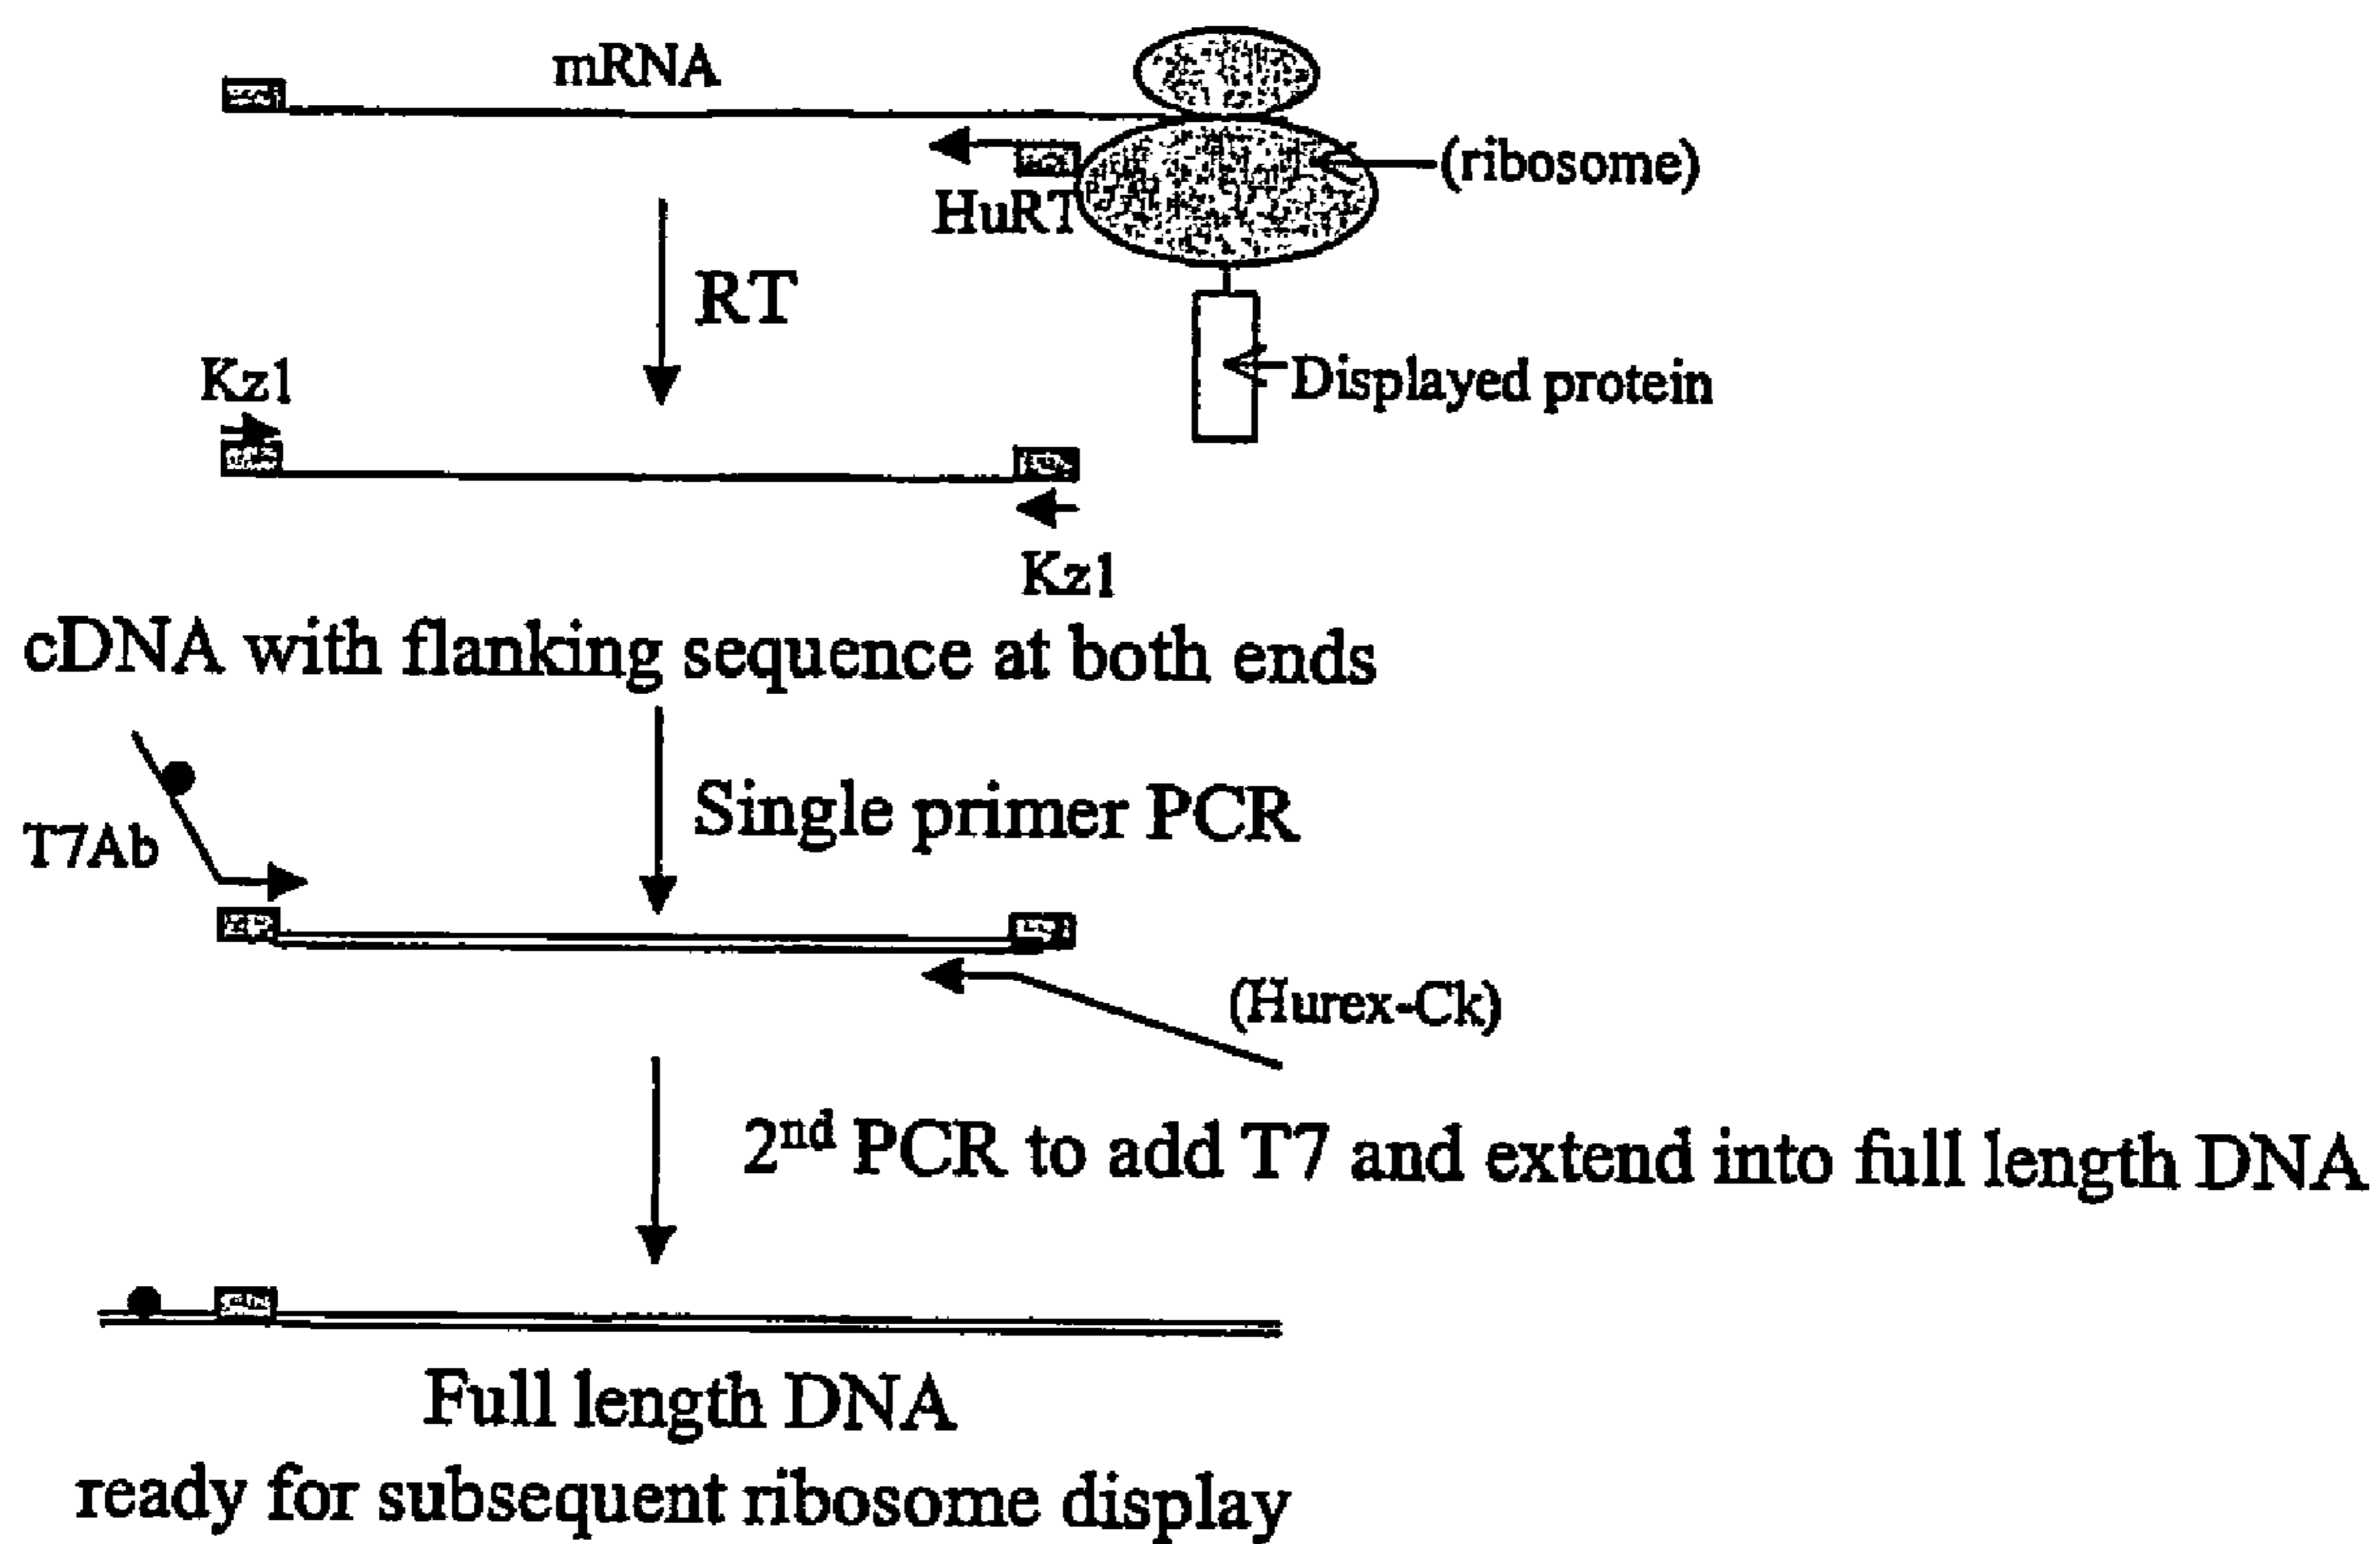 mRNA
(ribosome)
HuRT
RT
Kz1
Displayed protein
Kz1
cDNA with flanking sequence at both ends
Single primer PCR
T7Ab
(Hurex-Ck)
2nd PCR to add T7 and extend into full length DNA
Full length DNA
ready for subsequent ribosome display